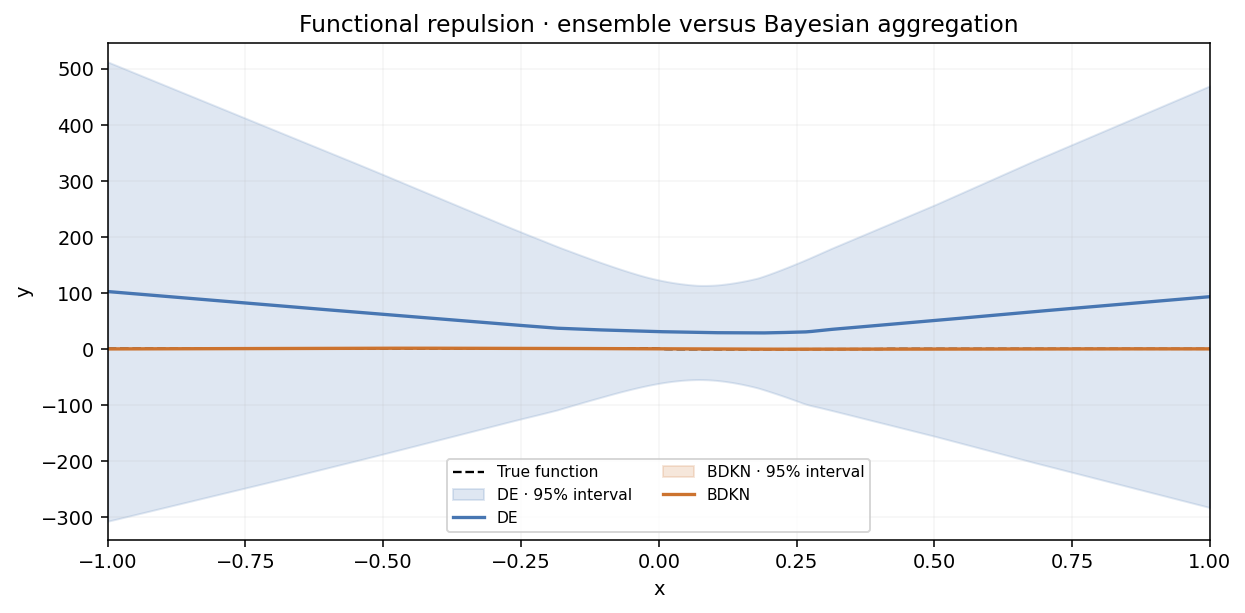 Functional repulsion · ensemble versus Bayesian aggregation
y
500
400
300
200
100
0
−100
−200
−300
True function
DE · 95% interval
DE
BDKN · 95% interval
BDKN
−1.00 −0.75 −0.50 −0.25 0.00 0.25 0.50 0.75 1.00
x